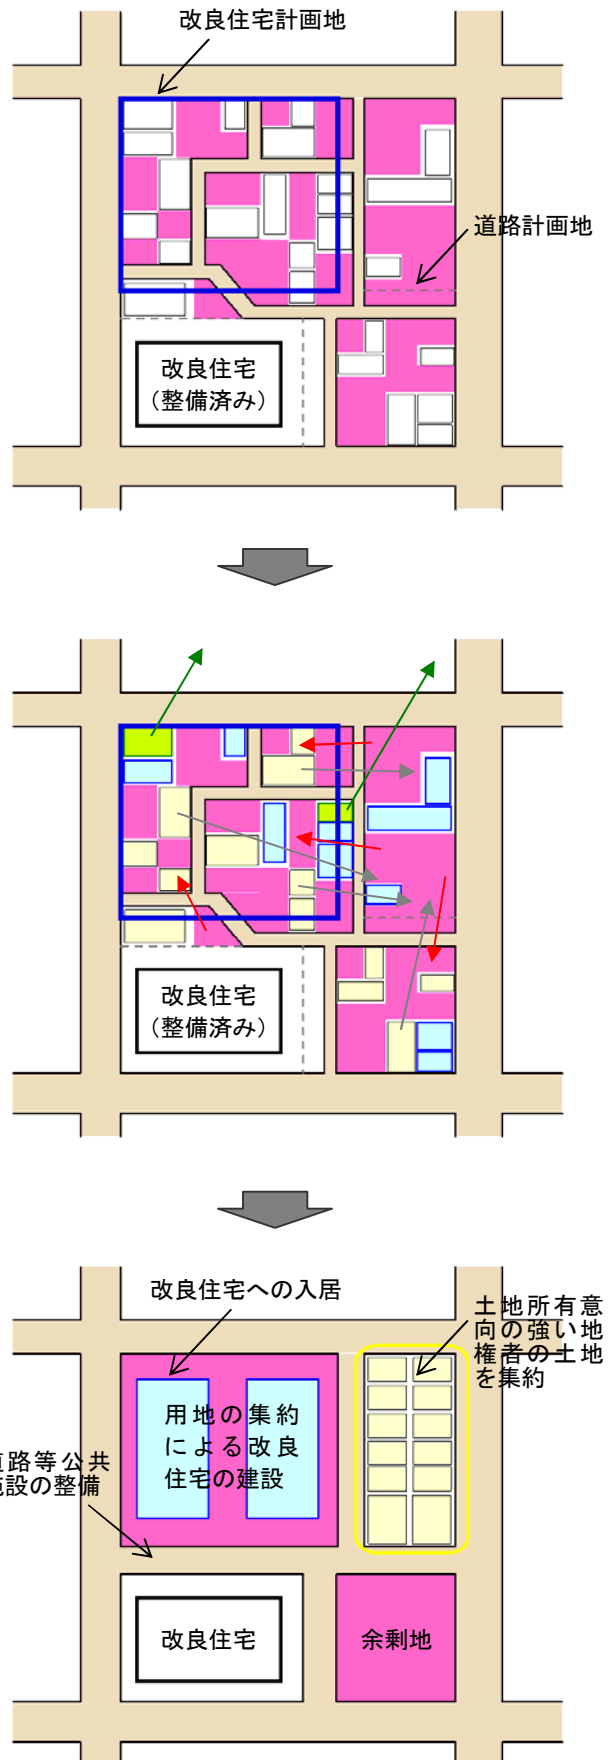 改良住宅計画地
道路計画地
改良住宅
（整備済み）
改良住宅
（整備済み）
改良住宅への入居
土地所有意
向の強い地
権者の土地
を集約
用地の集約
による改良
住宅の建設
道路等公共
施設の整備
改良住宅
余剰地